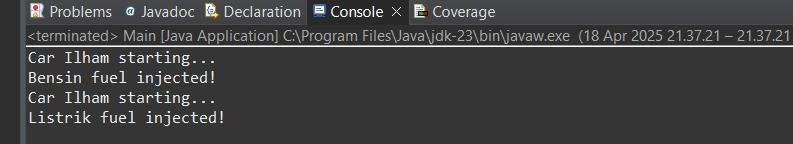 Problems Javadoc Declaration Console Coverage
<terminated> Main [Java Application] C:\Program Files\Java\jdk-23\bin\javaw.exe (18 Apr 2025 21.37.21 – 21.37.21
Car Ilham starting...
Bensin fuel injected!
Car Ilham starting...
Listrik fuel injected!